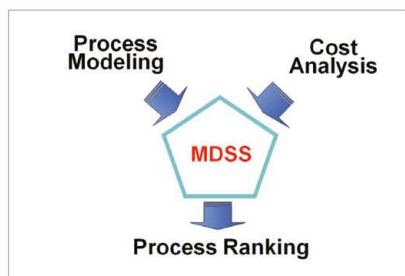 Process
Modeling
Cost
Analysis
MDSS
Process Ranking